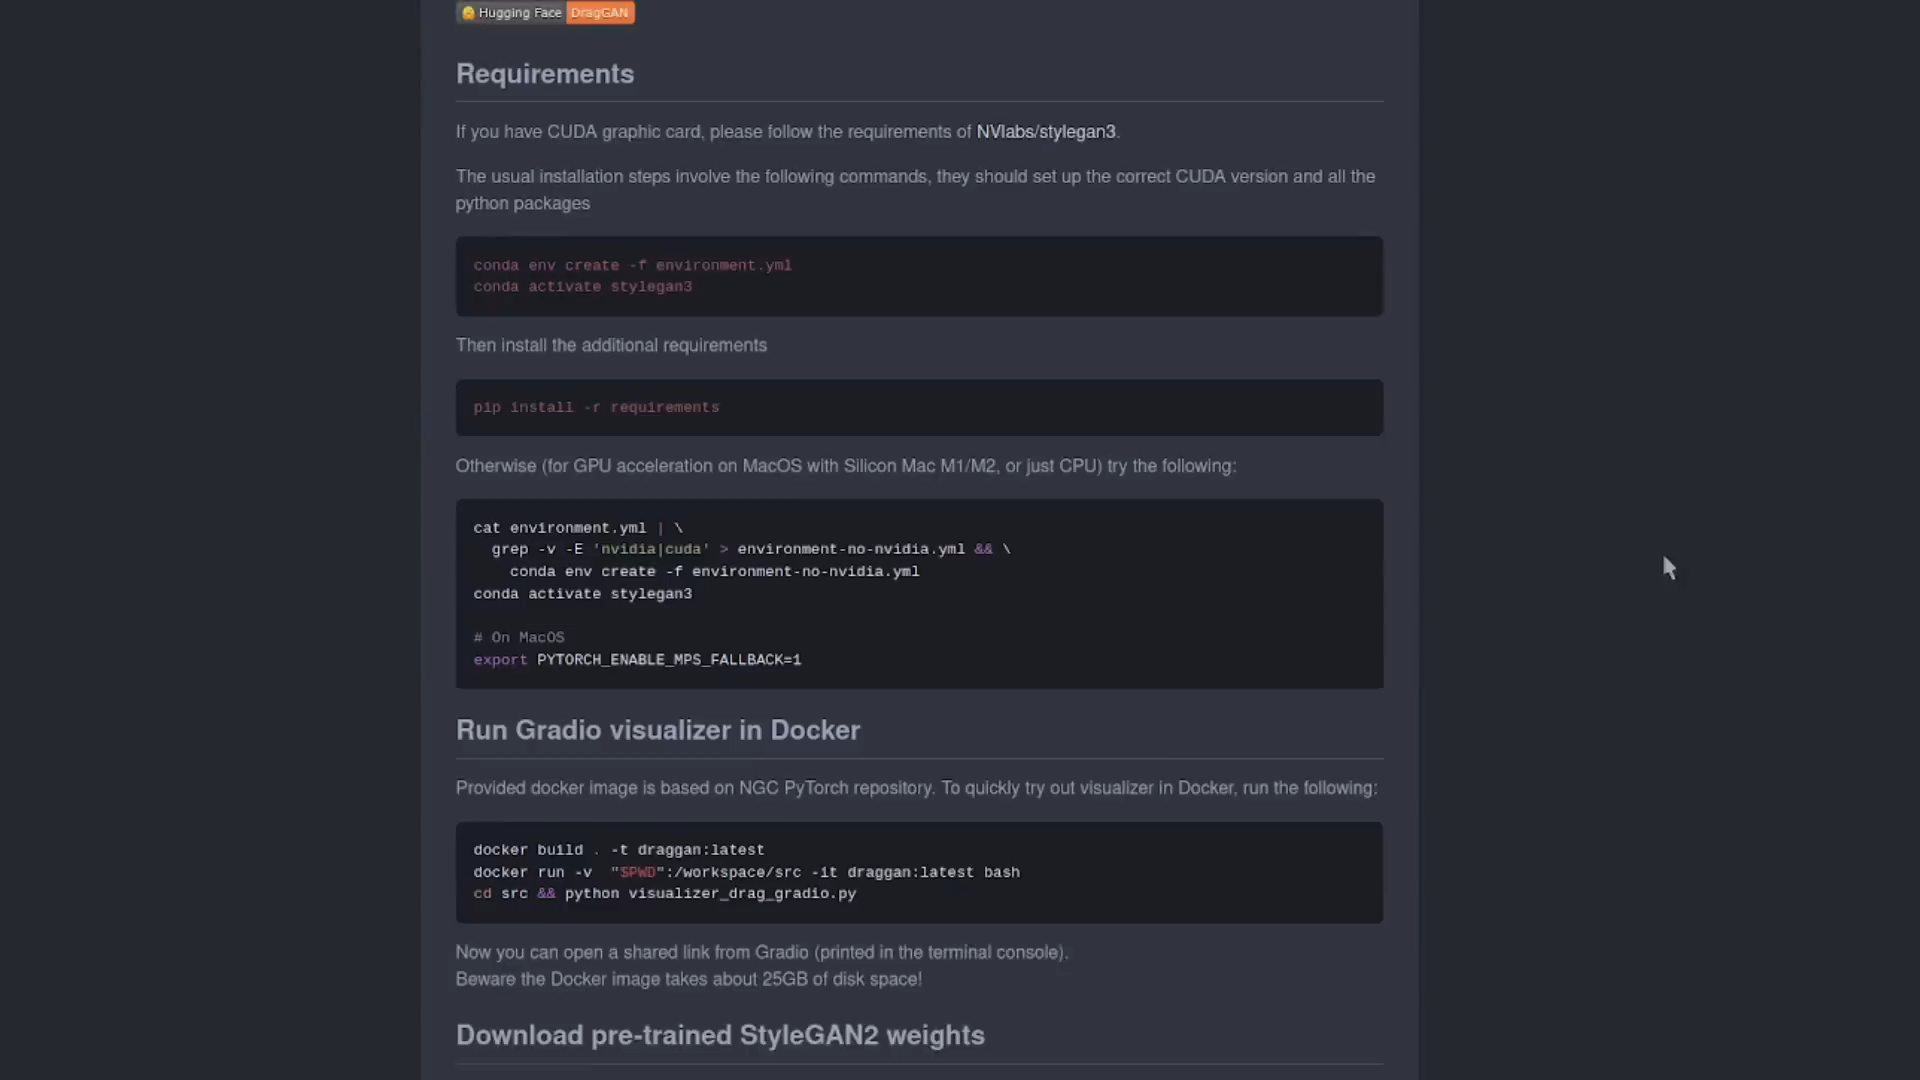 Hugging Face DragGAN
Requirements
If you have CUDA graphic card, please follow the requirements of NVlabs/stylegan3.
The usual installation steps involve the following commands, they should set up the correct CUDA version and all the
python packages
conda env create -f environment.yml
conda activate stylegan3
Then install the additional requirements
pip install -r requirements
Otherwise (for GPU acceleration on MacOS with Silicon Mac M1/M2, or just CPU) try the following:
cat environment.yml | \
  grep -v -E 'nvidia|cuda' > environment-no-nvidia.yml && \
    conda env create -f environment-no-nvidia.yml
conda activate stylegan3
# On MacOS
export PYTORCH_ENABLE_MPS_FALLBACK=1
Run Gradio visualizer in Docker
Provided docker image is based on NGC PyTorch repository. To quickly try out visualizer in Docker, run the following:
docker build . -t draggan:latest
docker run -v  "$PWD":/workspace/src -it draggan:latest bash
cd src && python visualizer_drag_gradio.py
Now you can open a shared link from Gradio (printed in the terminal console).
Beware the Docker image takes about 25GB of disk space!
Download pre-trained StyleGAN2 weights